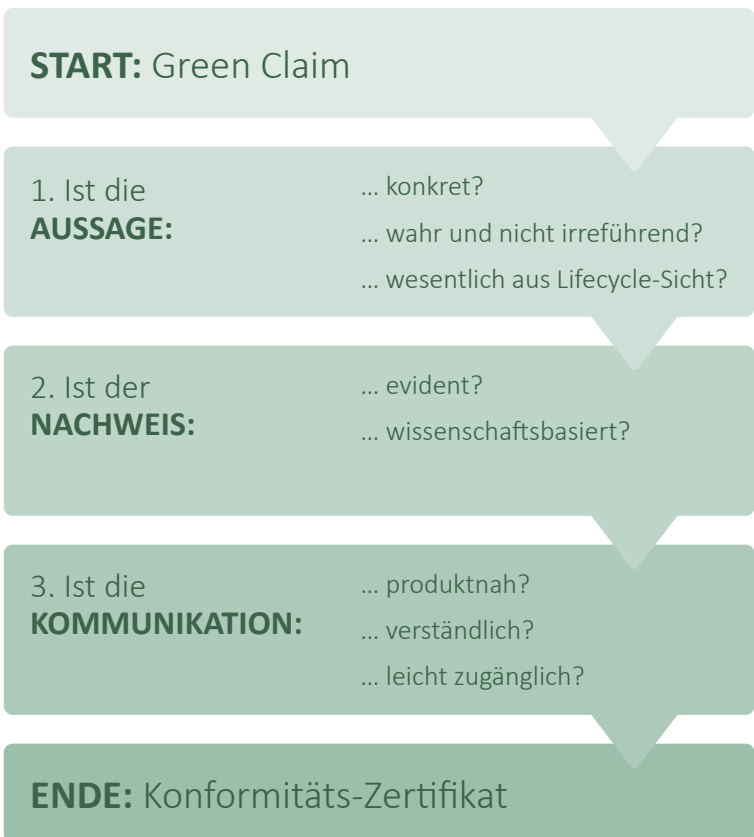 START: Green Claim
1. Ist die
AUSSAGE:
... konkret?
... wahr und nicht irreführend?
... wesentlich aus Lifecycle-Sicht?
2. Ist der
NACHWEIS:
... evident?
... wissenschaftsbasiert?
3. Ist die
KOMMUNIKATION:
... produktnah?
... verständlich?
... leicht zugänglich?
ENDE: Konformitäts-Zertifikat